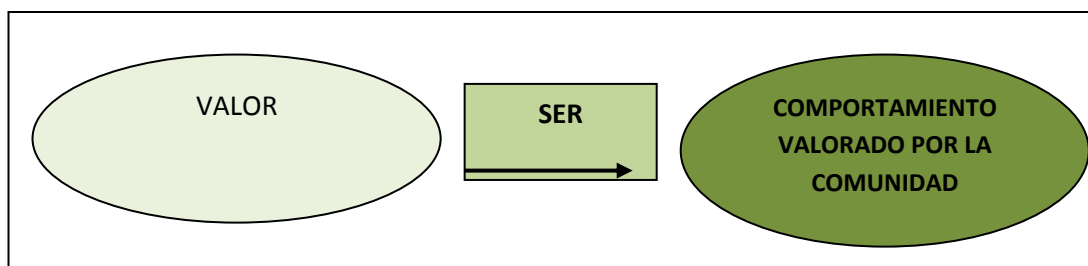 VALOR
SER
COMPORTAMIENTO
VALORADO POR LA
COMUNIDAD